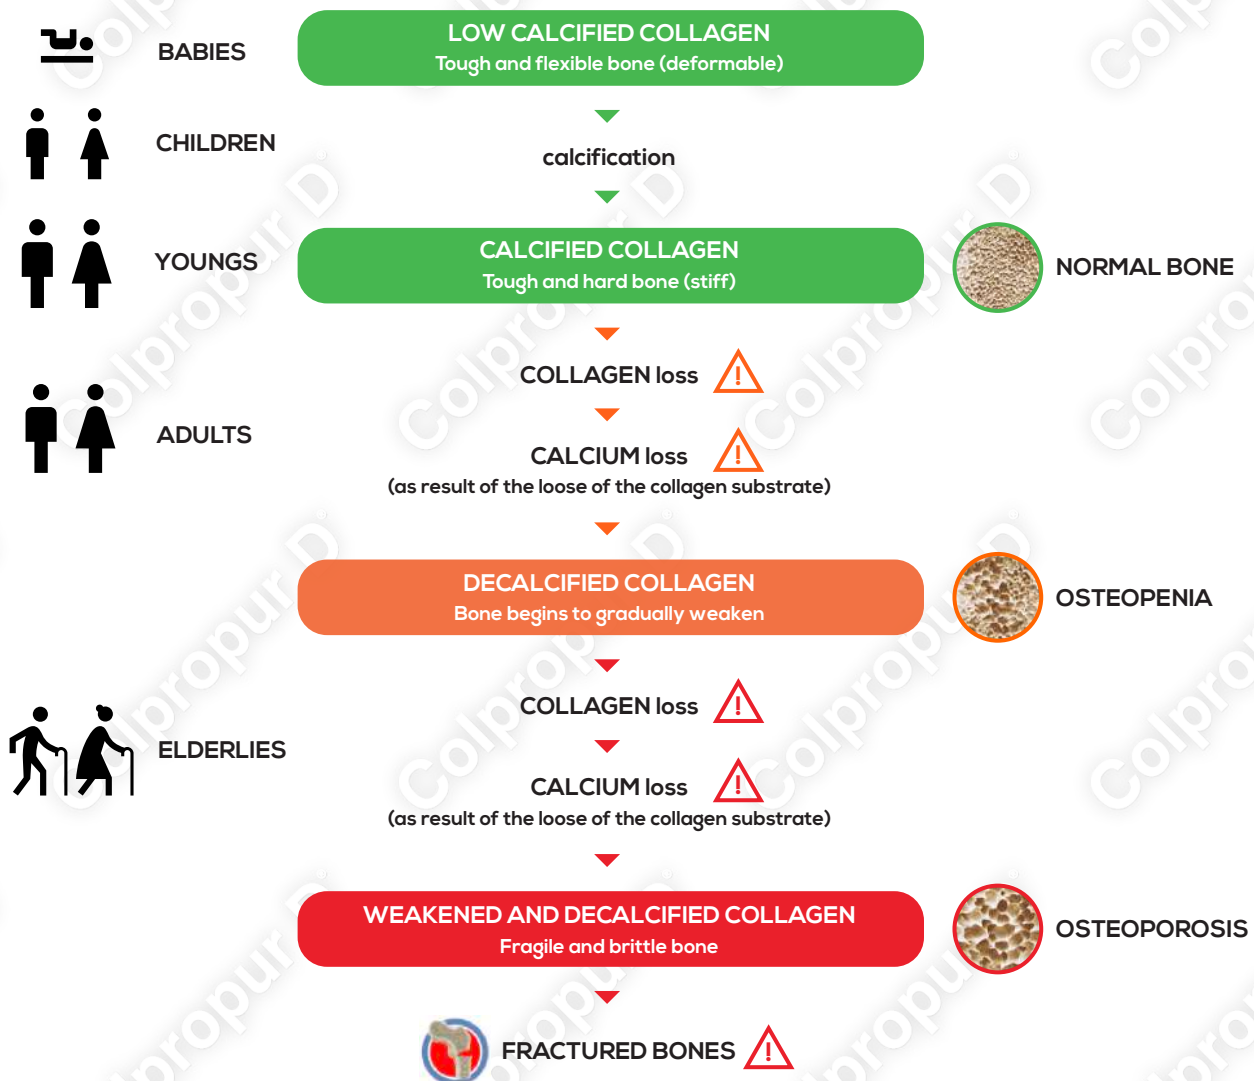 BABIES
LOW CALCIFIED COLLAGEN
Tough and flexible bone (deformable)
CHILDREN
calcification
YOUNGS
CALCIFIED COLLAGEN
Tough and hard bone (stiff)
NORMAL BONE
COLLAGEN loss
ADULTS
CALCIUM loss
(as result of the loose of the collagen substrate)
DECALCIFIED COLLAGEN
Bone begins to gradually weaken
OSTEOPENIA
COLLAGEN loss
ELDERLIES
CALCIUM loss
(as result of the loose of the collagen substrate)
WEAKENED AND DECALCIFIED COLLAGEN
Fragile and brittle bone
OSTEOPOROSIS
FRACTURED BONES
Colpropur D®